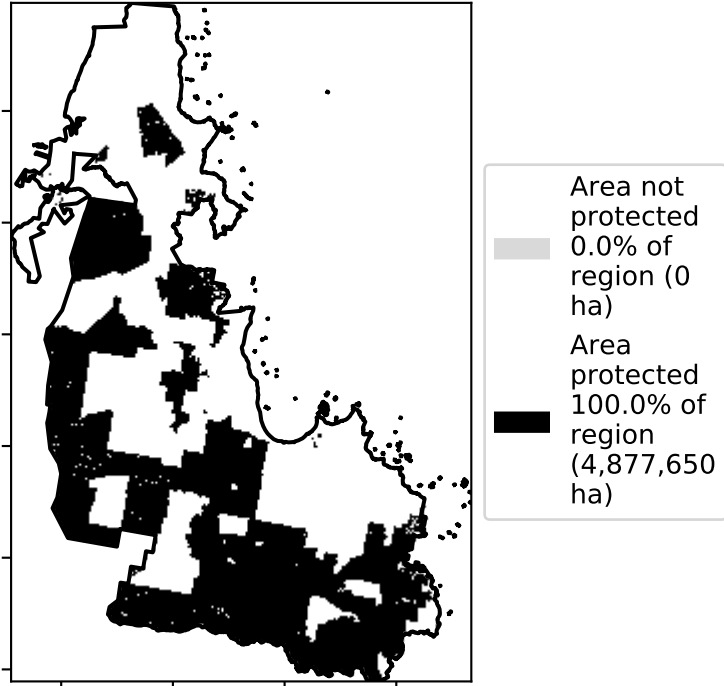 Area not
protected
0.0% of
region (0
ha)
Area
protected
100.0% of
region
(4,877,650
ha)